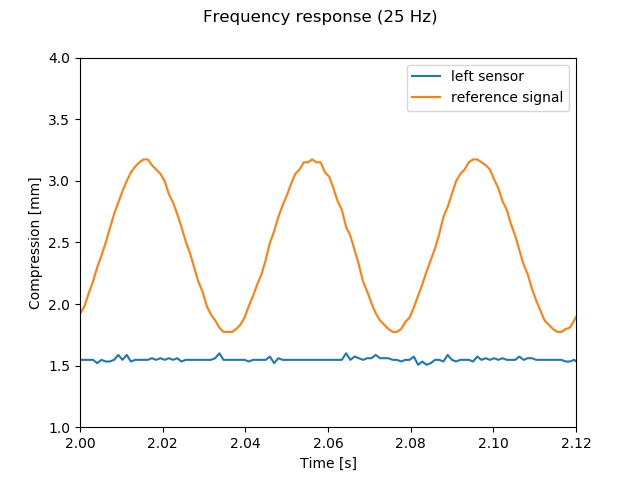 Frequency response (25 Hz)
left sensor
reference signal
Compression [mm]
4.0
3.5
3.0
2.5
2.0
1.5
1.0
2.00 2.02 2.04 2.06 2.08 2.10 2.12
Time [s]